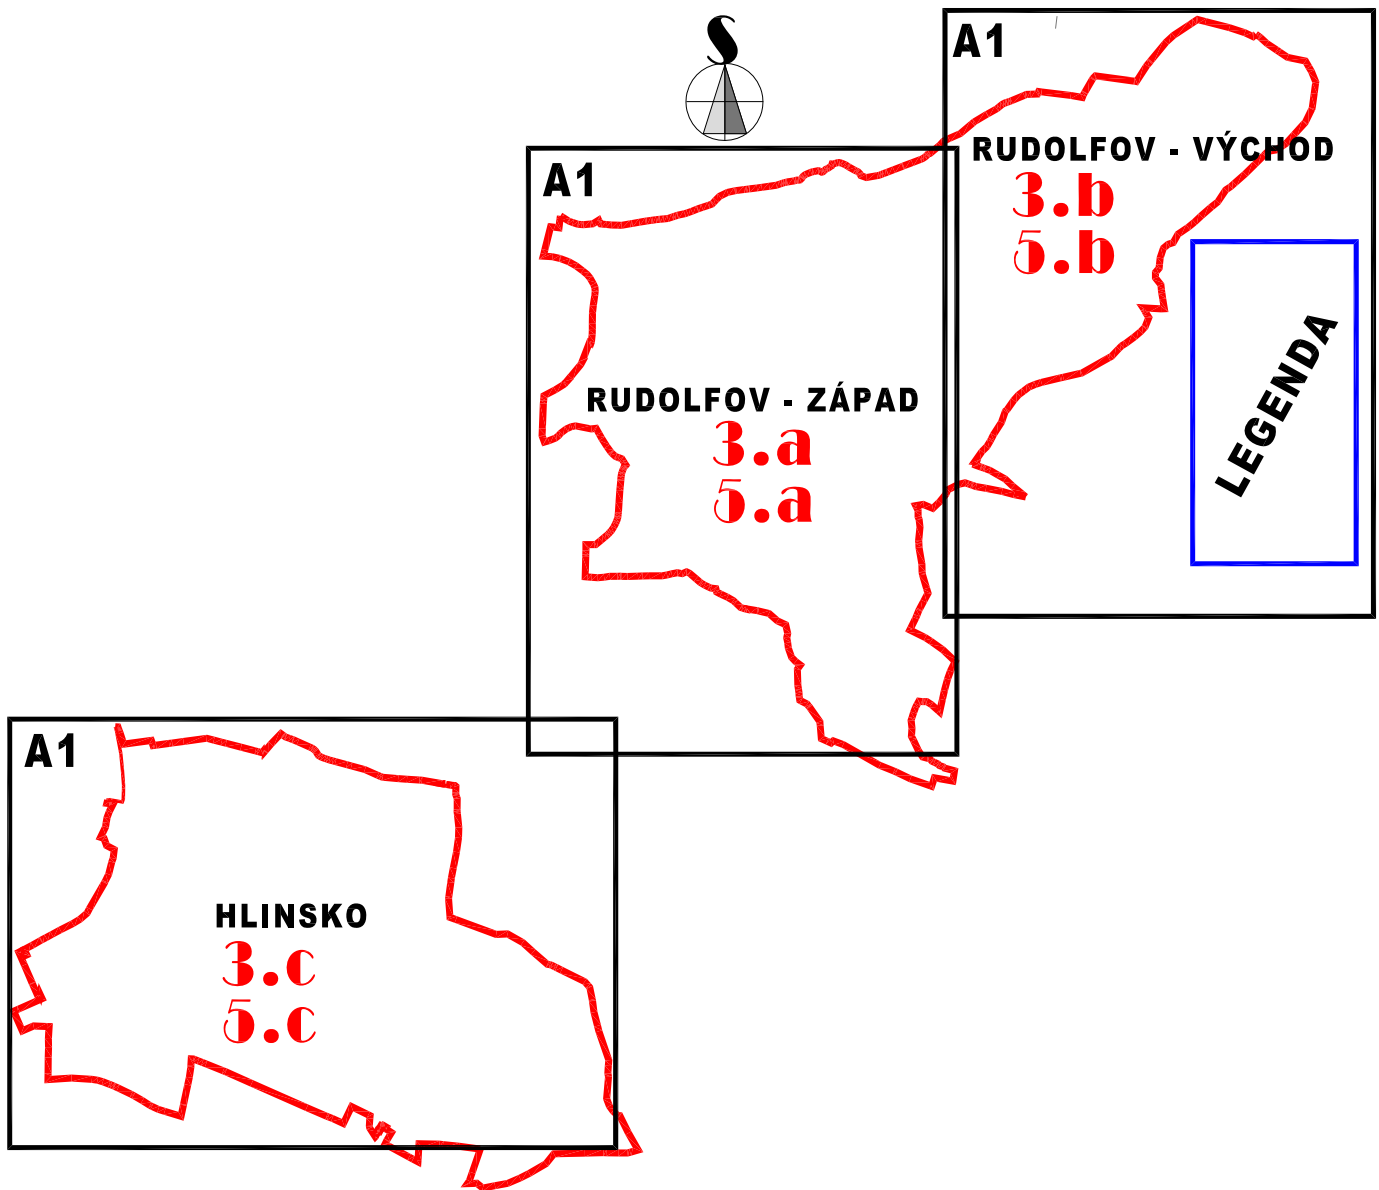 S
A1
RUDOLFOV - VÝCHOD
3.b
5.b
LEGENDA
A1
RUDOLFOV - ZÁPAD
3.a
5.a
A1
HLINSKO
3.c
5.c